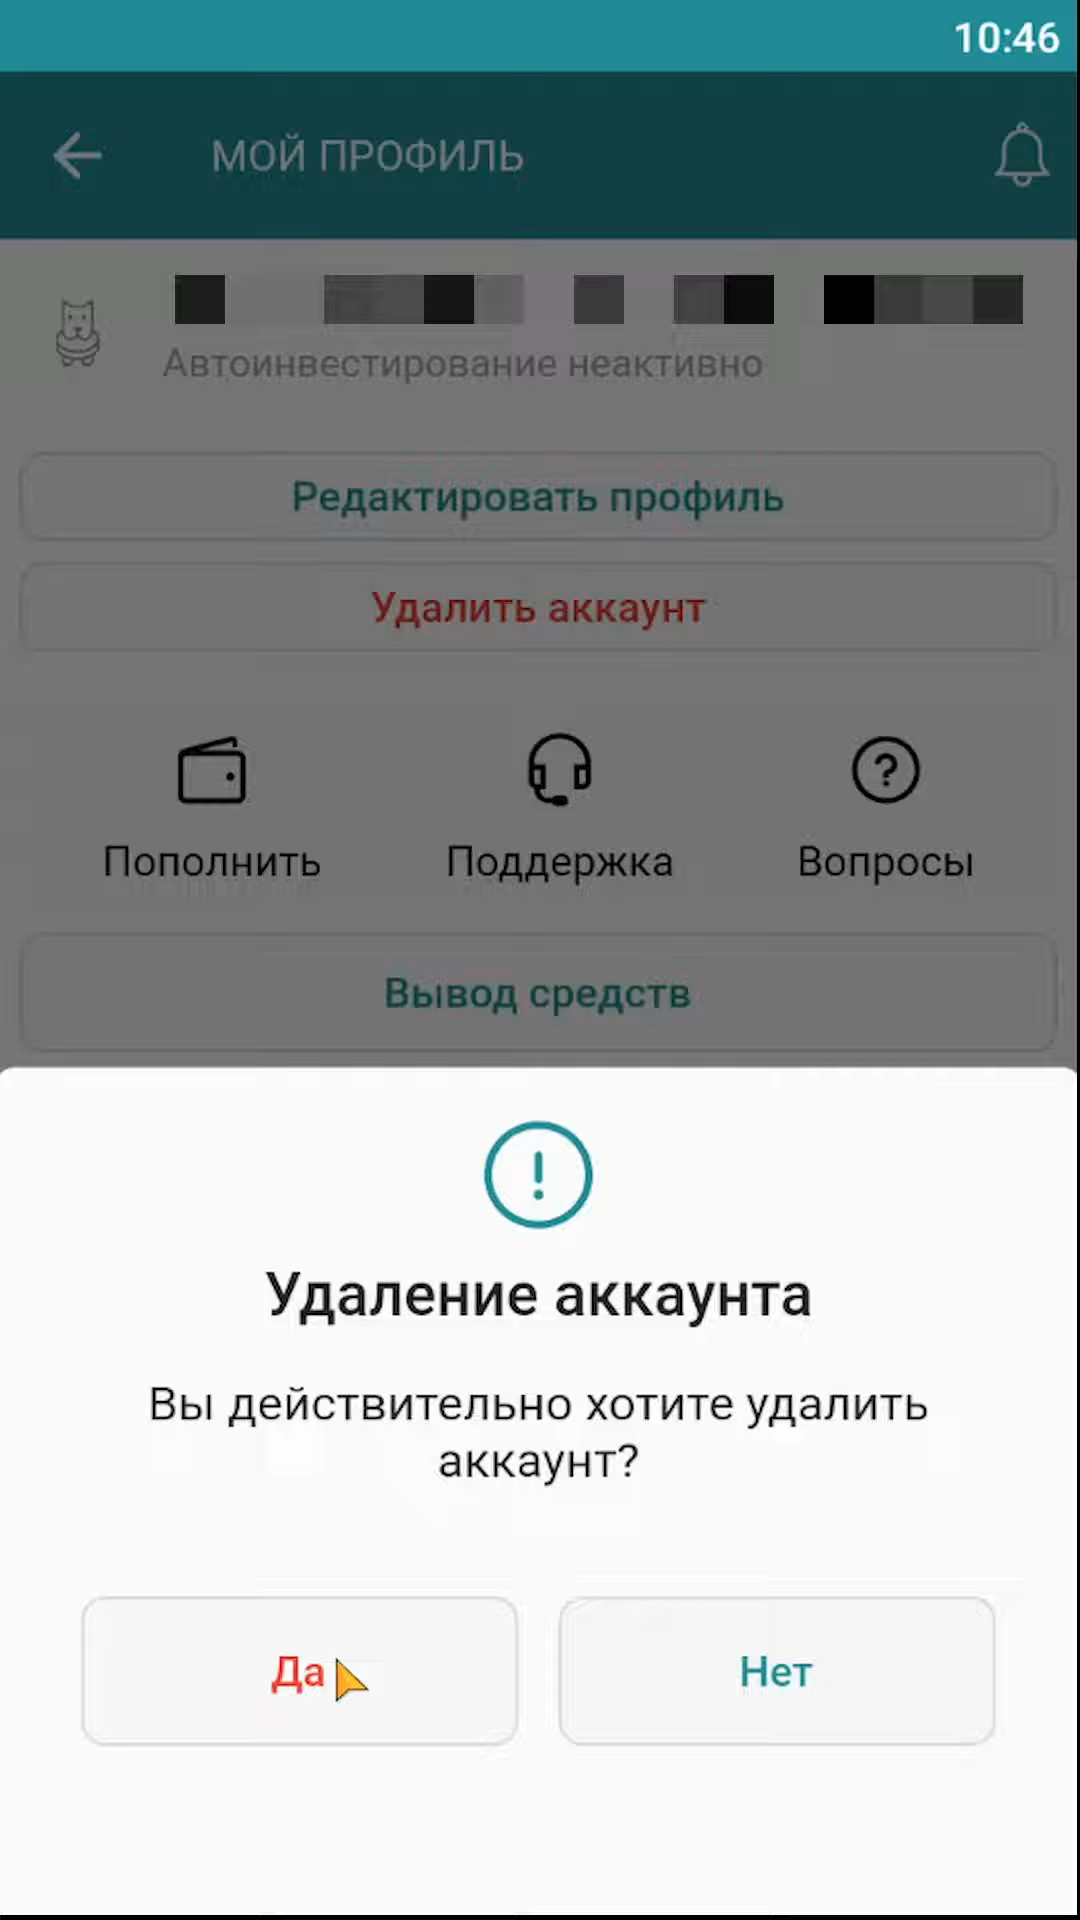 10:46
МОЙ ПРОФИЛЬ
Автоинвестирование неактивно
Редактировать профиль
Удалить аккаунт
Пополнить Поддержка Вопросы
Вывод средств
Удаление аккаунта
Вы действительно хотите удалить
аккаунт?
Да Нет